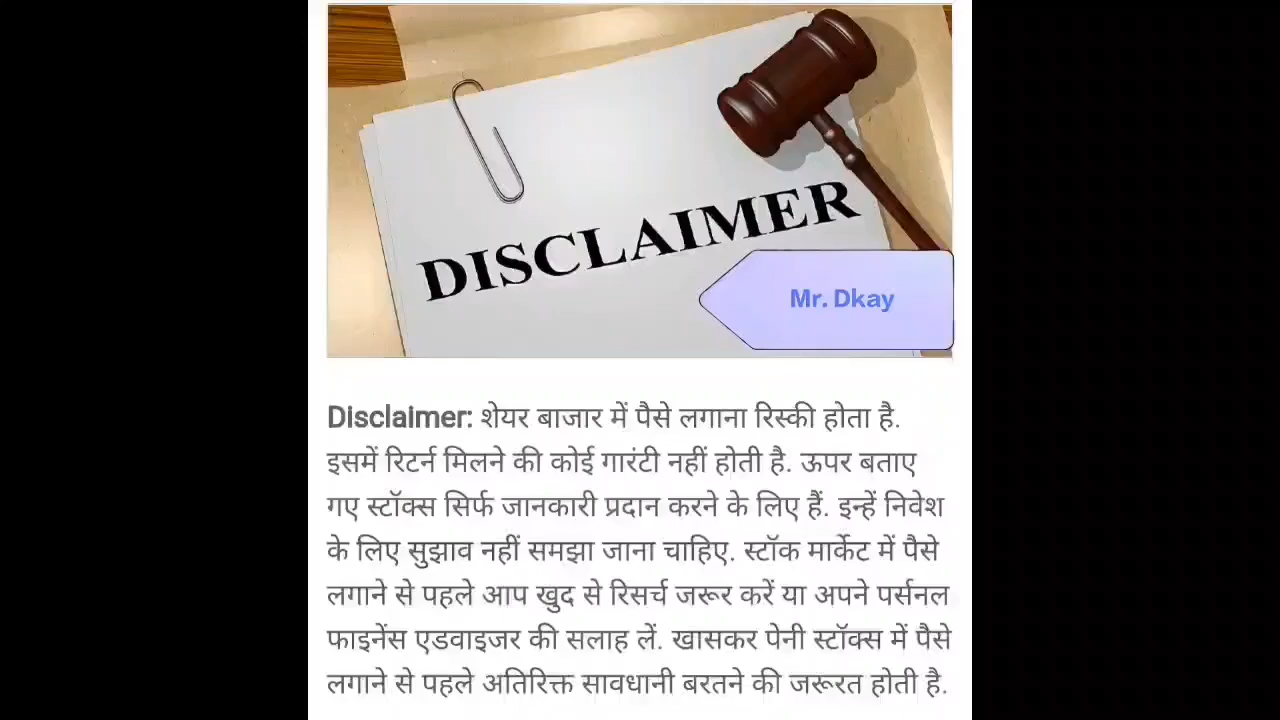 DISCLAIMER
Mr. Dkay
Disclaimer: शेयर बाजार में पैसे लगाना रिस्की होता है.
इसमें रिटर्न मिलने की कोई गारंटी नहीं होती है. ऊपर बताए
गए स्टॉक्स सिर्फ जानकारी प्रदान करने के लिए हैं. इन्हें निवेश
के लिए सुझाव नहीं समझा जाना चाहिए. स्टॉक मार्केट में पैसे
लगाने से पहले आप खुद से रिसर्च जरूर करें या अपने पर्सनल
फाइनेंस एडवाइजर की सलाह लें. खासकर पेनी स्टॉक्स में पैसे
लगाने से पहले अतिरिक्त सावधानी बरतने की जरूरत होती है.